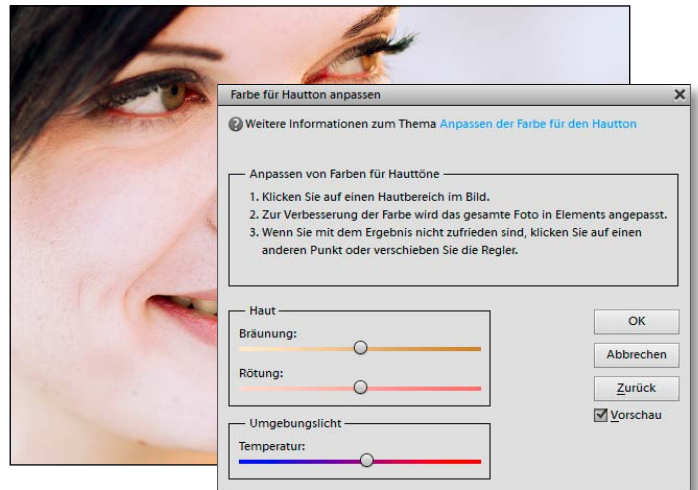 Farbe für Hautton anpassen
Weitere Informationen zum Thema Anpassen der Farbe für den Hautton
Anpassen von Farben für Hauttöne
1. Klicken Sie auf einen Hautbereich im Bild.
2. Zur Verbesserung der Farbe wird das gesamte Foto in Elements angepasst.
3. Wenn Sie mit dem Ergebnis nicht zufrieden sind, klicken Sie auf einen
anderen Punkt oder verschieben Sie die Regler.
Haut
Bräunung:
Rötung:
Umgebungslicht
Temperatur:
OK
Abbrechen
Zurück
Vorschau